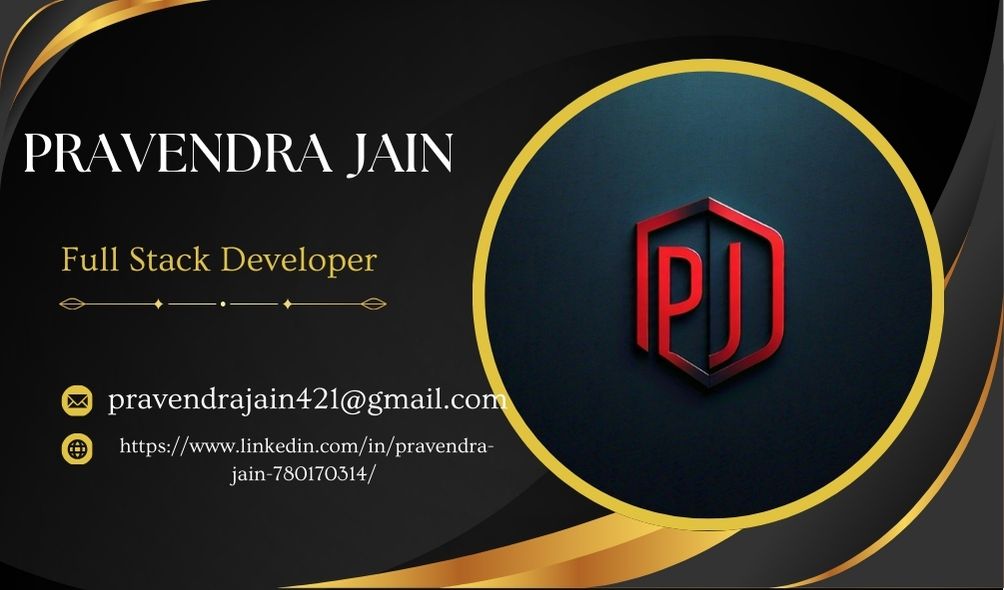 PRAVENDRA JAIN
Full Stack Developer
pravendrajain421@gmail.com
https://www.linkedin.com/in/pravendra-
jain-780170314/
PJ